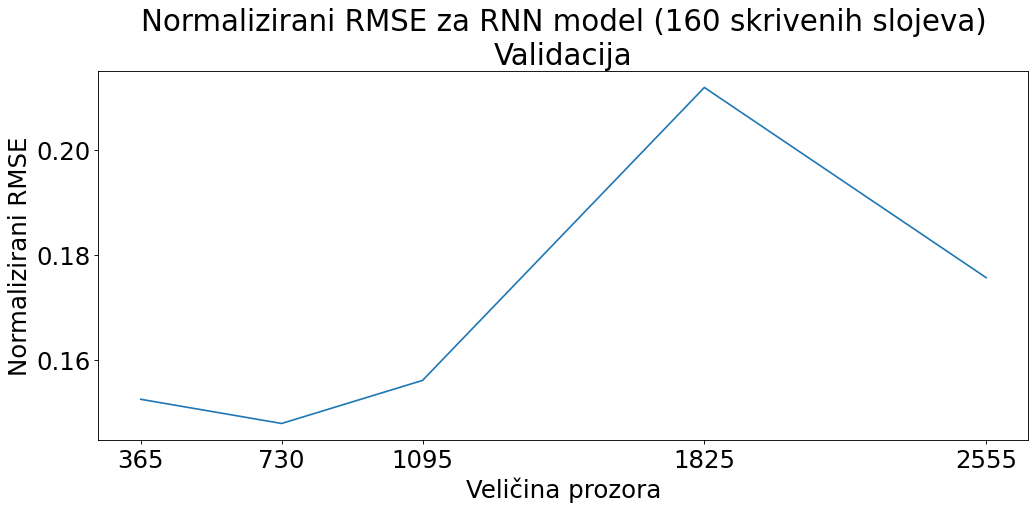 Normalizirani RMSE za RNN model (160 skrivenih slojeva)
Validacija
Normalizirani RMSE
0.20
0.18
0.16
365 730 1095 1825 2555
Veličina prozora